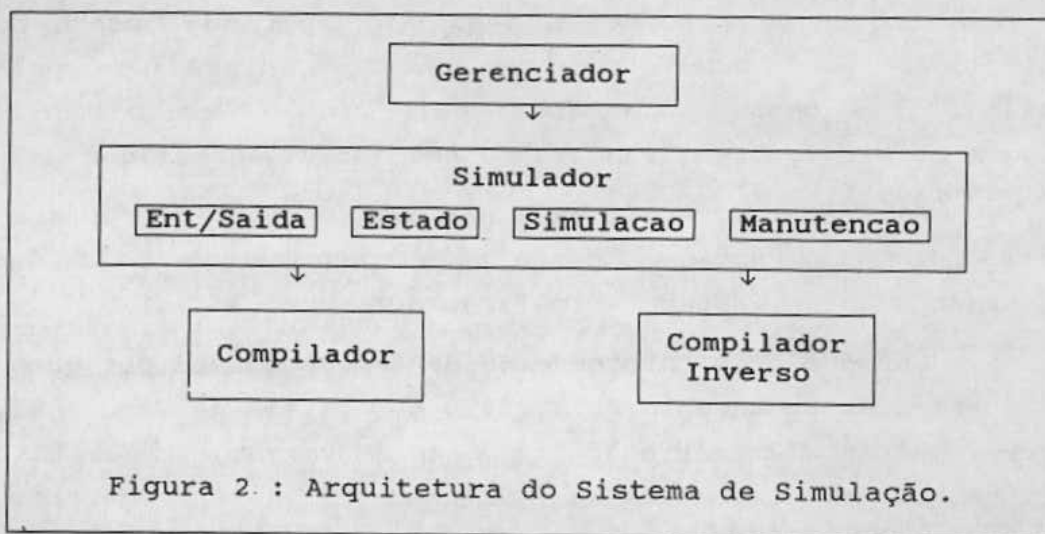 Gerenciador
Simulador
Ent/Saida Estado Simulacao Manutencao
Compilador
Compilador
Inverso
Figura 2 : Arquitetura do Sistema de Simulação.